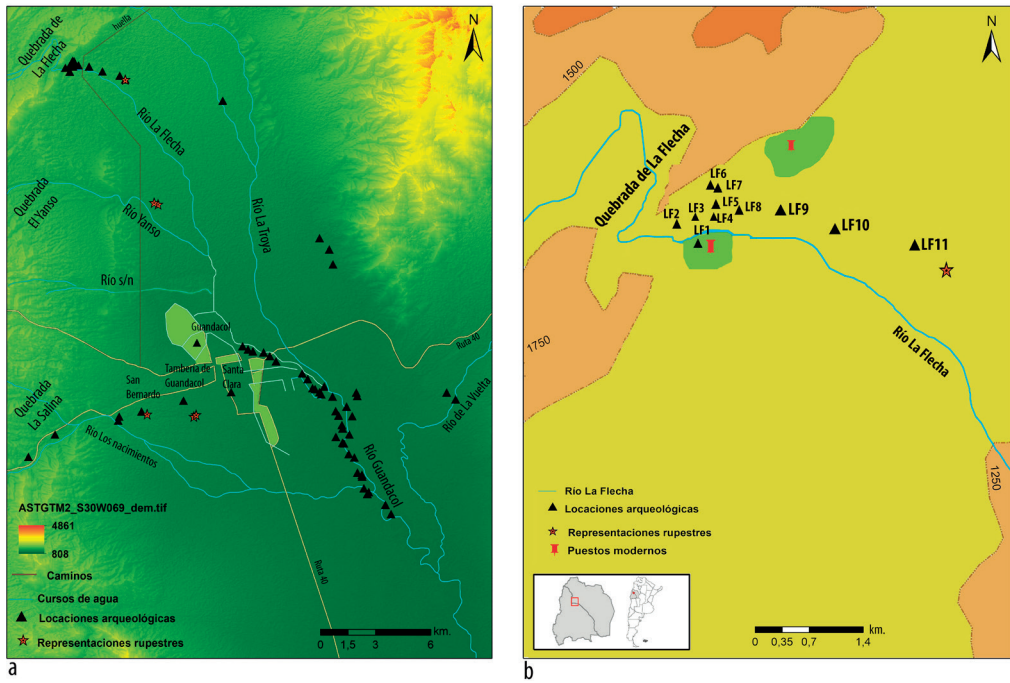 N
huella
Quebrada de
La Flecha
Río La Flecha
Río La Troya
Quebrada
El Yanso
Río Yanso
Río s/n
Guandacol
Ruta 40
Tambería de
Guandacol
Santa
Clara
San
Bernardo
Quebrada
La Salina
Río Los nacimientos
Río de La Vuelta
Río Guandacol
Ruta 40
ASTGTM2_S30W069_dem.tif
4861
808
Caminos
Cursos de agua
Locaciones arqueológicas
Representaciones rupestres
km.
0 1.5 3 6
a
N
1500
Quebrada de La Flecha
LF6
LF7
LF5
LF8
LF3
LF4
LF2
LF1
LF9
LF10
LF11
1750
Río La Flecha
1250
Río La Flecha
Locaciones arqueológicas
Representaciones rupestres
Puestos modernos
km.
0 0,35 0,7 1,4
b